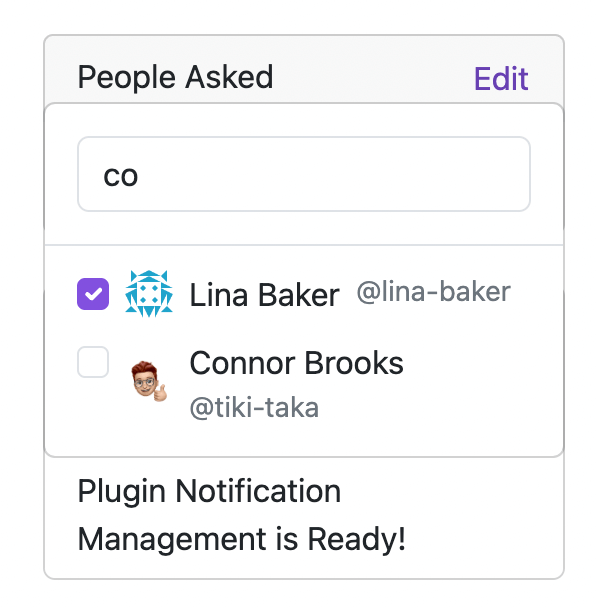 People Asked Edit
co
Lina Baker @lina-baker
Connor Brooks
@tiki-taka
Plugin Notification
Management is Ready!